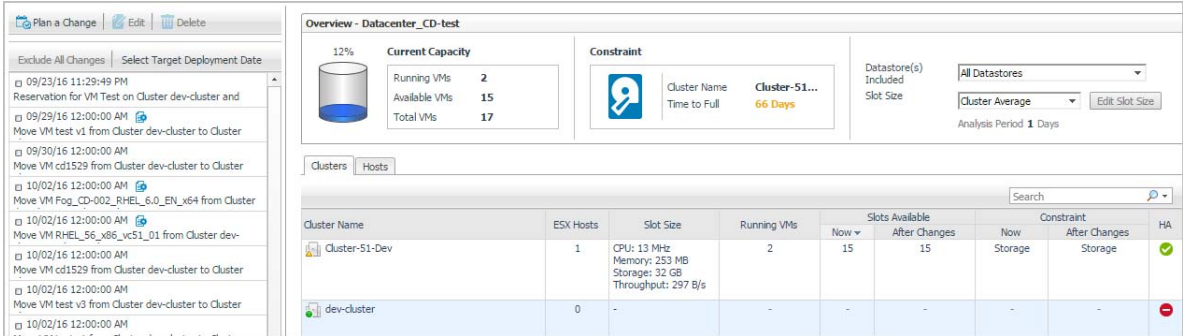 Plan a Change Edit Delete
Exclude All Changes Select Target Deployment Date
09/23/16 11:29:49 PM
Reservation for VM Test on Cluster dev-cluster and
09/29/16 12:00:00 AM
Move VM test v1 from Cluster dev-cluster to Cluster
09/30/16 12:00:00 AM
Move VM cd1529 from Cluster dev-cluster to Cluster
10/02/16 12:00:00 AM
Move VM Fog_CD-002_RHEL_6.0_EN_x64 from Cluster
10/02/16 12:00:00 AM
Move VM RHEL_56_x86_vc51_01 from Cluster dev-
10/02/16 12:00:00 AM
Move VM cd1529 from Cluster dev-cluster to Cluster
10/02/16 12:00:00 AM
Move VM test v3 from Cluster dev-cluster to Cluster
10/02/16 12:00:00 AM
Overview - Datacenter_CD-test
12%
Current Capacity
Running VMs 2
Available VMs 15
Total VMs 17
Constraint
Cluster Name Cluster-51...
Time to Full 66 Days
Datastore(s)
Included
All Datastores
Slot Size
Cluster Average
Edit Slot Size
Analysis Period 1 Days
Clusters Hosts
Search
Cluster Name ESX Hosts Slot Size Running VMs Slots Available Constraint HA
Now After Changes Now After Changes
Cluster-51-Dev 1 CPU: 13 MHz 2 15 15 Storage Storage
Memory: 253 MB
Storage: 32 GB
Throughput: 297 B/s
dev-cluster 0 - - - - - -